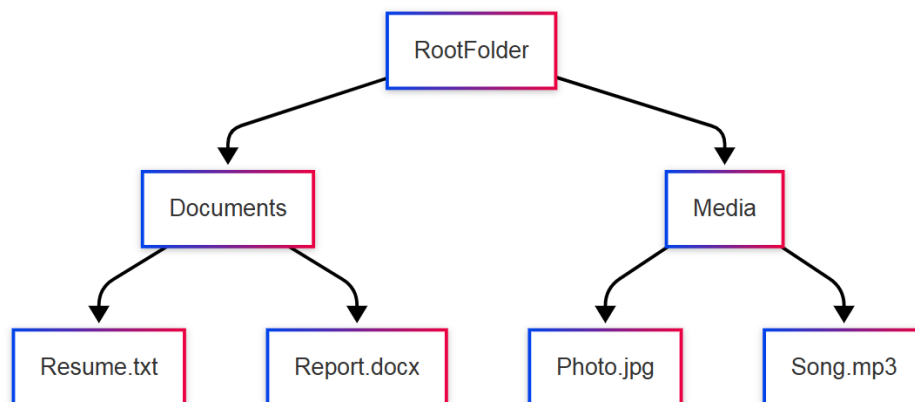 RootFolder
Documents
Media
Resume.txt
Report.docx
Photo.jpg
Song.mp3